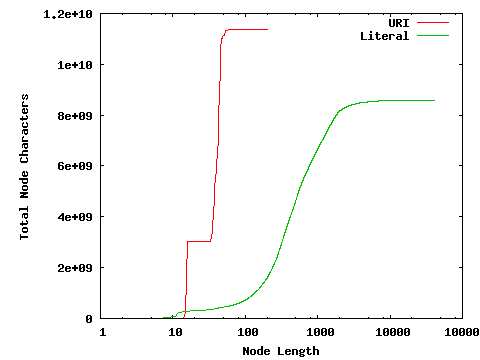 1.2e+10
URI
Literal
1e+10
8e+09
Total Node Characters
6e+09
4e+09
2e+09
0
1 10 100 1000 10000 100000
Node Length